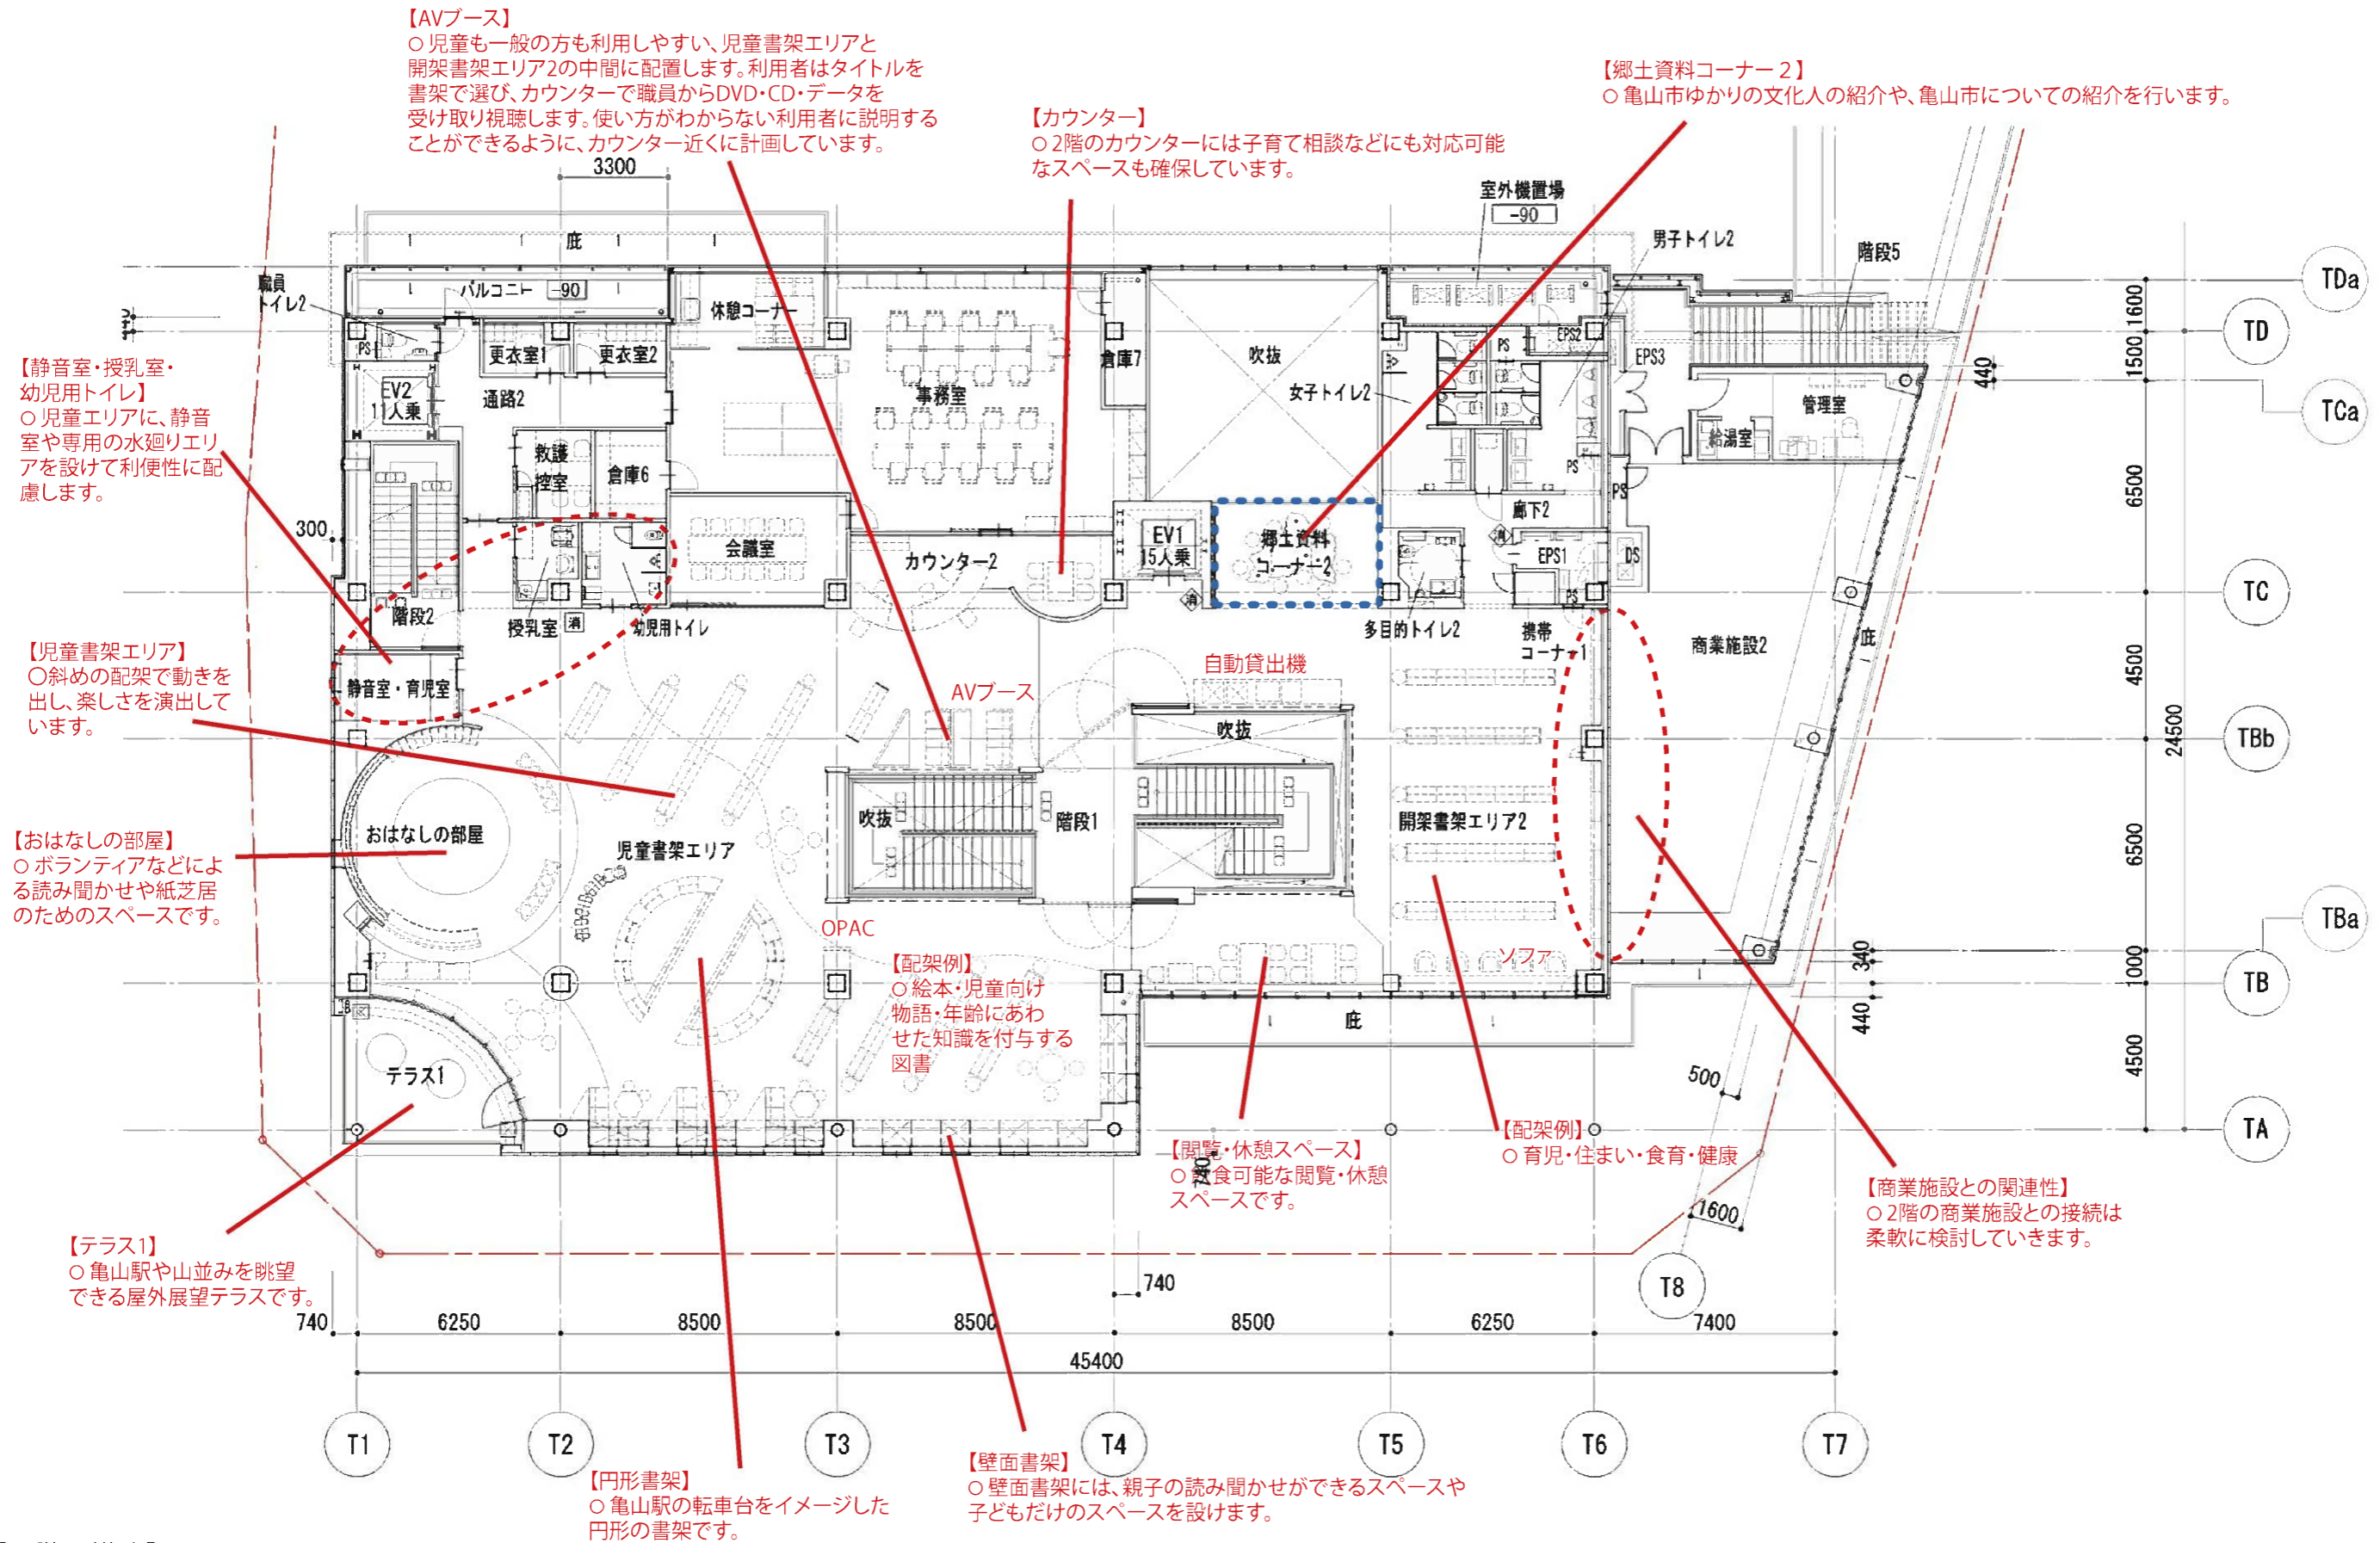 【AVブース】
○ 児童も一般の方も利用しやすい、児童書架エリアと
開架書架エリア2の中間に配置します。利用者はタイトルを
書架で選び、カウンターで職員からDVD・CD・データを
受け取り視聴します。使い方がわからない利用者に説明する
ことができるように、カウンター近くに計画しています。
【カウンター】
○ 2階のカウンターには子育て相談などにも対応可能
なスペースも確保しています。
【郷土資料コーナー２】
○ 亀山市ゆかりの文化人の紹介や、亀山市についての紹介を行います。
3300
室外機置場
-90
男子トイレ2
階段5
庇
職員
トイレ2
バルコニー
-90
休憩コーナー
PS
更衣室1
更衣室2
倉庫7
吹抜
PS
EPS2
EPS3
TDa
1600
TD
1500
440
TCa
【静音室・授乳室・
幼児用トイレ】
○ 児童エリアに、静音
室や専用の水廻りエリ
アを設けて利便性に配
慮します。
EV2
11人乗
通路2
事務室
女子トイレ2
管理室
給湯室
救護
控室
倉庫6
PS
PS
6500
廊下2
300
会議室
カウンター2
EV1
15人乗
郷土資料
コーナー2
EPS1
DS
PS
TC
階段2
授乳室
消
幼児用トイレ
消
消
多目的トイレ2
携帯
コーナー1
商業施設2
庇
【児童書架エリア】
○斜めの配架で動きを
出し、楽しさを演出して
います。
静音室・育児室
AVブース
自動貸出機
4500
吹抜
TBb
24500
おはなしの部屋
児童書架エリア
吹抜
階段1
開架書架エリア2
6500
【おはなしの部屋】
○ ボランティアなどによ
る読み聞かせや紙芝居
のためのスペースです。
TBa
OPAC
ソファ
【配架例】
○ 絵本・児童向け
物語・年齢にあわ
せた知識を付与する
図書
340
1000
TB
440
庇
テラス1
4500
500
TA
【閲覧・休憩スペース】
○ 飲食可能な閲覧・休憩
スペースです。
740
【配架例】
○ 育児・住まい・食育・健康
【商業施設との関連性】
○ 2階の商業施設との接続は
柔軟に検討していきます。
1600
T8
【テラス1】
○ 亀山駅や山並みを眺望
できる屋外展望テラスです。
740
740
6250
8500
8500
8500
6250
7400
45400
T1
T2
T3
T4
T5
T6
T7
【円形書架】
○ 亀山駅の転車台をイメージした
円形の書架です。
【壁面書架】
○ 壁面書架には、親子の読み聞かせができるスペースや
子どもだけのスペースを設けます。